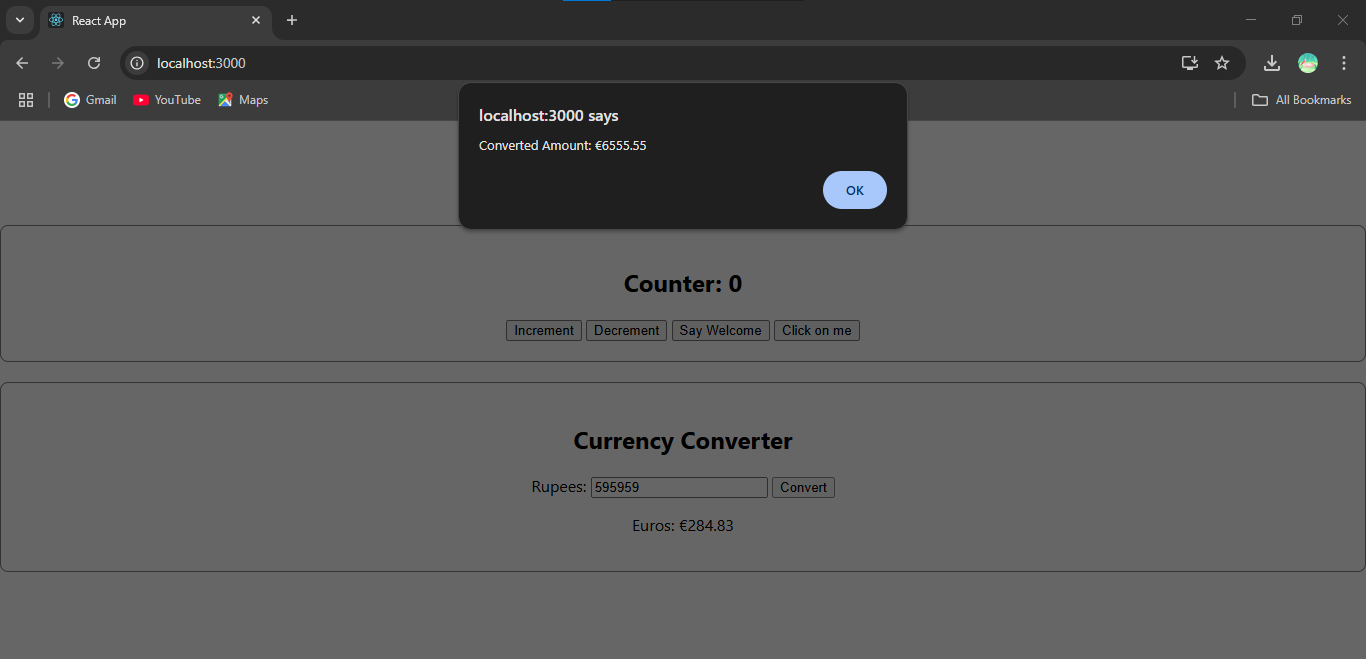 React App
localhost:3000
Gmail YouTube Maps All Bookmarks
localhost:3000 says
Converted Amount: €6555.55
OK
Counter: 0
Increment Decrement Say Welcome Click on me
Currency Converter
Rupees: 595959 Convert
Euros: €284.83